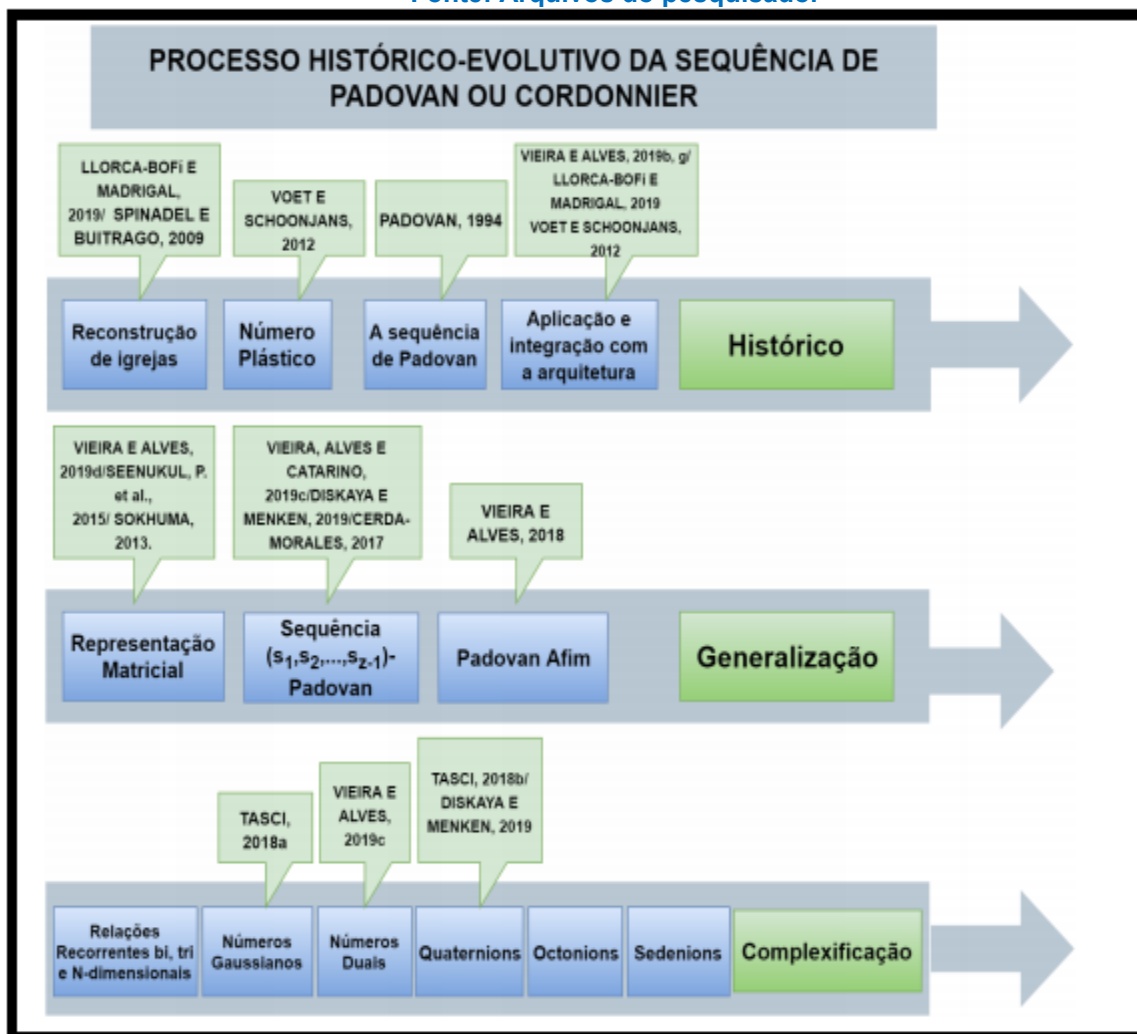 Fonte: Arquivos do pesquisador
PROCESSO HISTÓRICO-EVOLUTIVO DA SEQUÊNCIA DE
PADOVAN OU CORDONNIER
LLORCA-BOFi E
MADRIGAL,
2019/ SPINADEL E
BUITRAGO, 2009
VOET E
SCHOONJANS,
2012
PADOVAN, 1994
VIEIRA E ALVES, 2019b, g/
LLORCA-BOFi E
MADRIGAL, 2019
VOET E SCHOONJANS,
2012
Reconstrução
de igrejas
Número
Plástico
A sequência
de Padovan
Aplicação e
integração com
a arquitetura
Histórico
VIEIRA E ALVES,
2019d/SEENUKUL, P.
et al.,
2015/ SOKHUMA,
2013.
VIEIRA, ALVES E
CATARINO,
2019c/DISKAYA E
MENKEN, 2019/CERDA-
MORALES, 2017
VIEIRA E
ALVES, 2018
Representação
Matricial
Sequência
(s₁,s₂,...,s_z-1)-
Padovan
Padovan Afim
Generalização
TASCI,
2018a
VIEIRA E
ALVES,
2019c
TASCI, 2018b/
DISKAYA E
MENKEN, 2019
Relações
Recorrentes bi, tri
e N-dimensionais
Números
Gaussianos
Números
Duais
Quaternions
Octonions
Sedenions
Complexificação